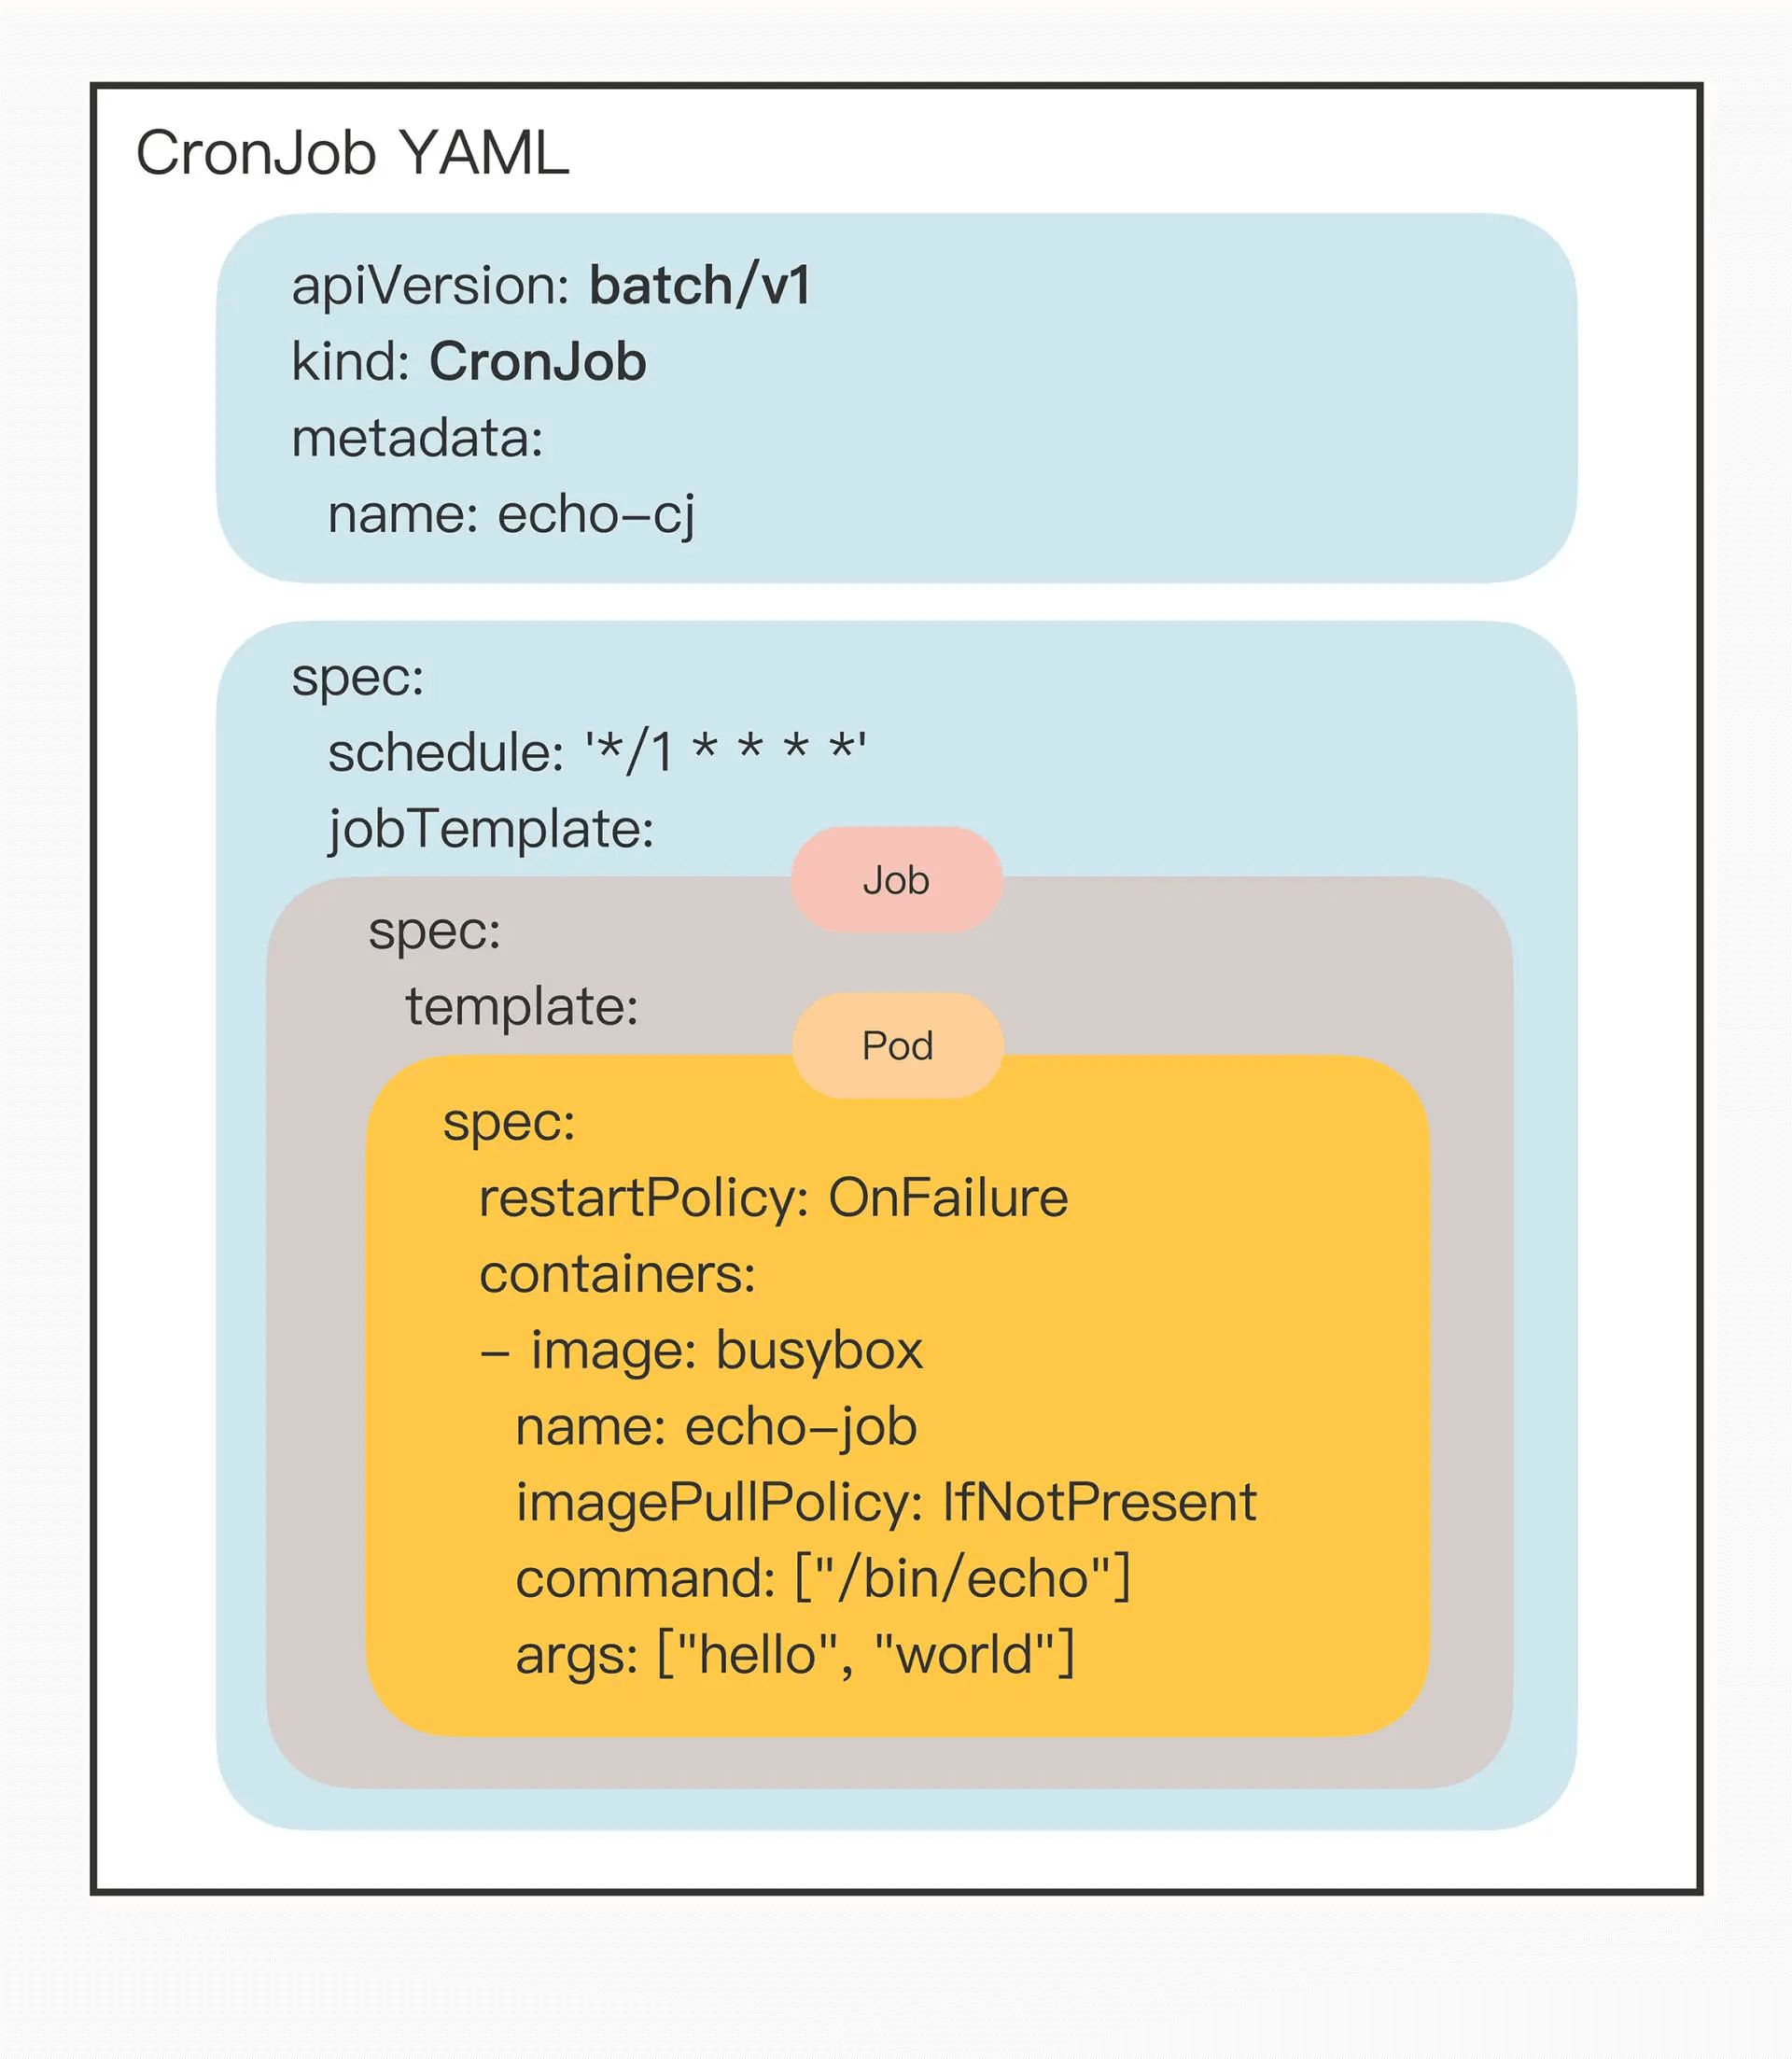 CronJob YAML
apiVersion: batch/v1
kind: CronJob
metadata:
name: echo-cj
spec:
schedule: '*/1 * * * *'
jobTemplate:
Job
spec:
template:
Pod
spec:
restartPolicy: OnFailure
containers:
- image: busybox
name: echo-job
imagePullPolicy: IfNotPresent
command: ["/bin/echo"]
args: ["hello", "world"]